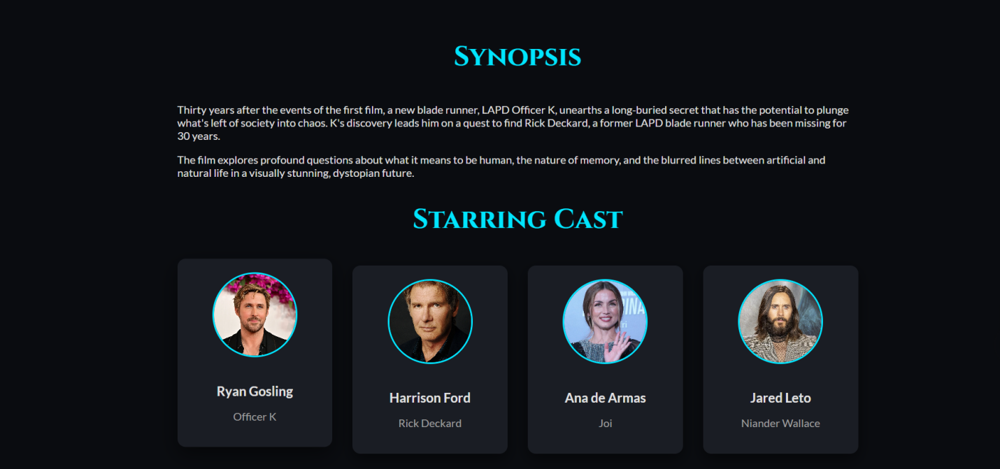 Synopsis
Thirty years after the events of the first film, a new blade runner, LAPD Officer K, unearths a long-buried secret that has the potential to plunge
what's left of society into chaos. K's discovery leads him on a quest to find Rick Deckard, a former LAPD blade runner who has been missing for
30 years.
The film explores profound questions about what it means to be human, the nature of memory, and the blurred lines between artificial and
natural life in a visually stunning, dystopian future.
Starring Cast
Ryan Gosling
Officer K
Harrison Ford
Rick Deckard
Ana de Armas
Joi
Jared Leto
Niander Wallace